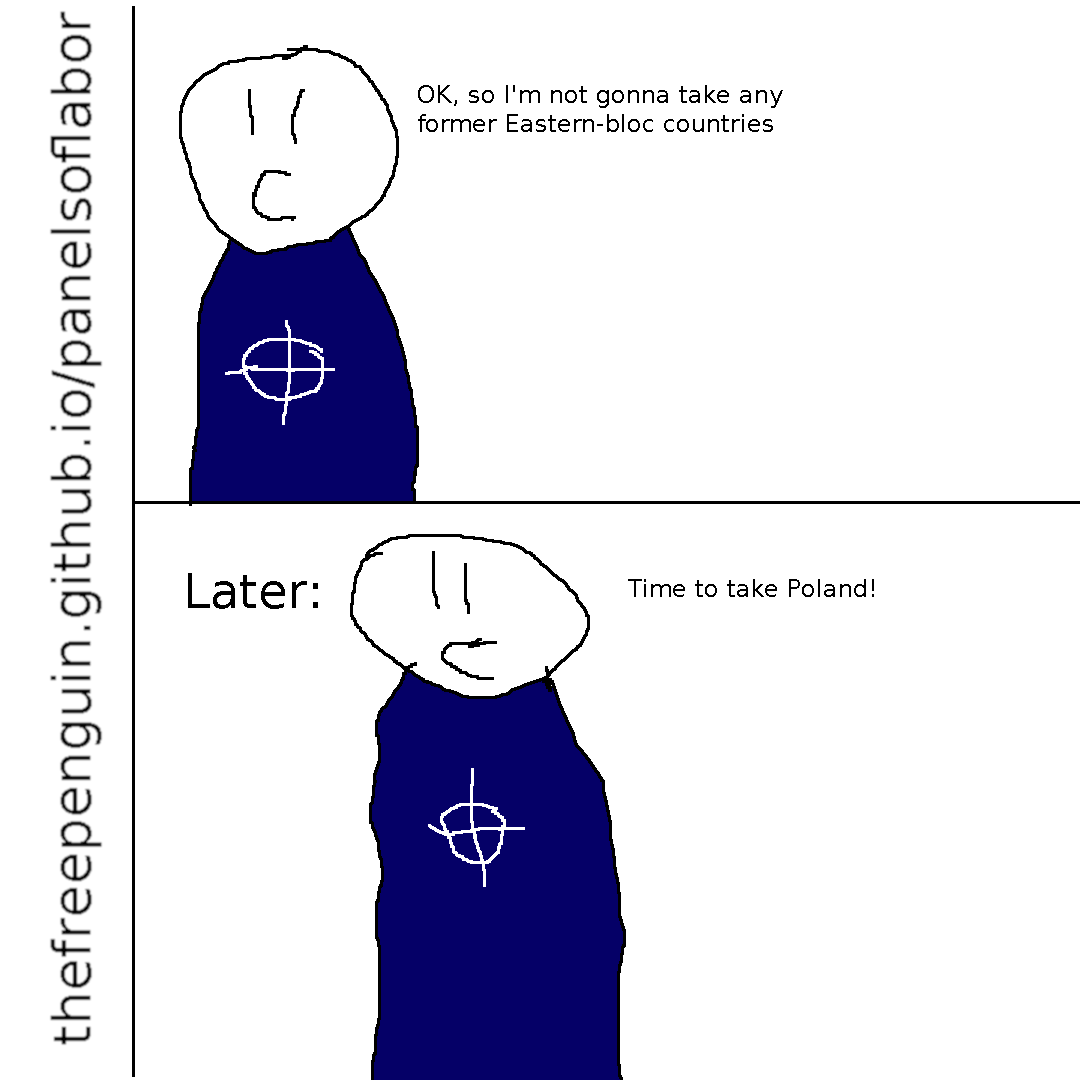 thefreepenguin.github.io/panelsoflabor
OK, so I'm not gonna take any
former Eastern-bloc countries
Later:
Time to take Poland!